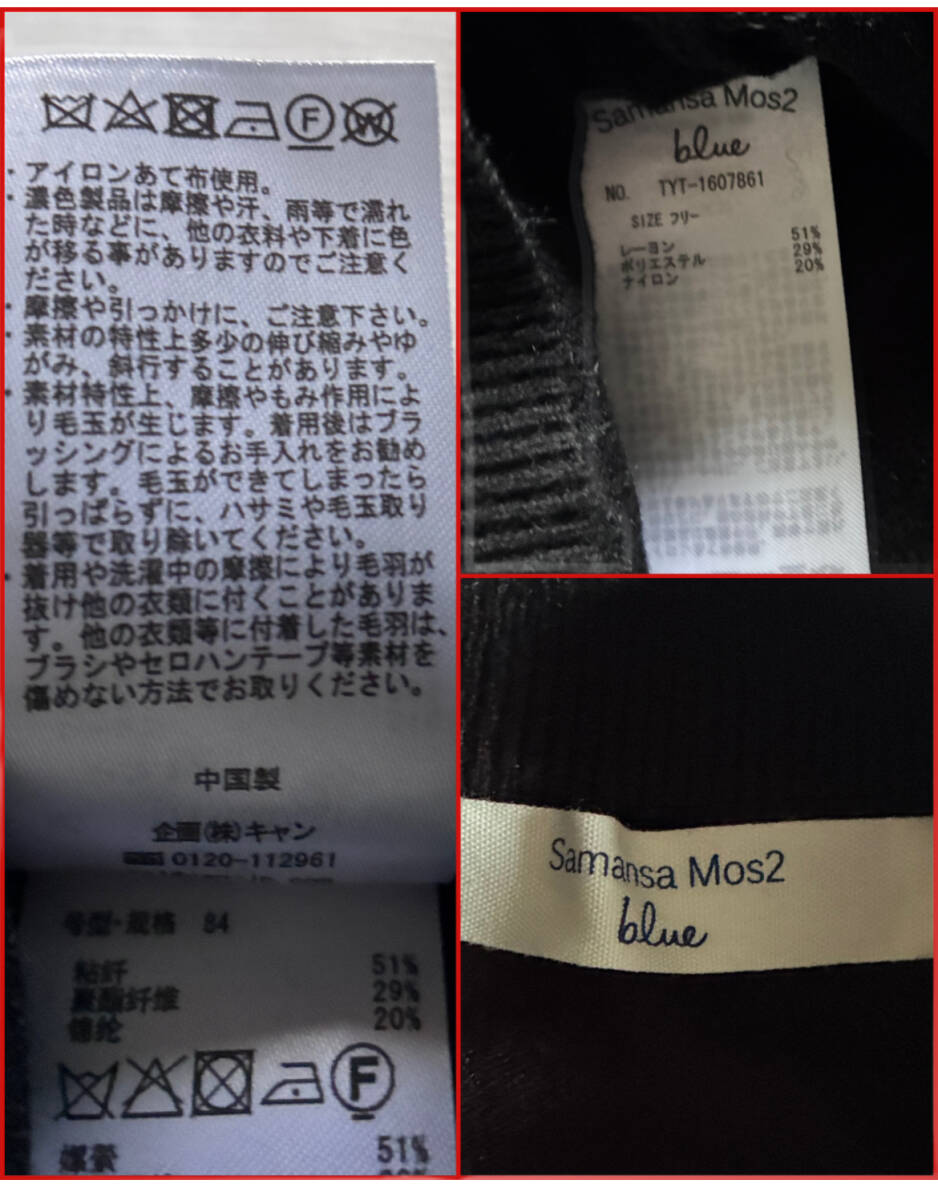 F W
・アイロンあて布使用。
・濃色製品は摩擦や汗、雨等で濡れ
た時などに、他の衣料や下着に色
が移る事がありますのでご注意く
ださい。
・摩擦や引っかけに、ご注意下さい。
・素材の特性上多少の伸び縮みやゆ
がみ、斜行することがあります。
・素材特性上、摩擦やもみ作用によ
り毛玉が生じます。着用後はブラ
ッシングによるお手入れをお勧め
します。毛玉ができてしまったら
引っぱらずに、ハサミや毛玉取り
器等で取り除いてください。
・着用や洗濯中の摩擦により毛羽が
抜け他の衣類に付くことがありま
す。他の衣類等に付着した毛羽は、
ブラシやセロハンテープ等素材を
傷めない方法でお取りください。
中国製
企画(株)キャン
0120-112961
号型·规格 84
粘纤 51%
聚酯纤维 29%
锦纶 20%
F
嫘縈 51%
Samansa Mos2
blue
NO. TYT-1607861
SIZE フリー
レーヨン 51%
ポリエステル 29%
ナイロン 20%
Samansa Mos2
blue